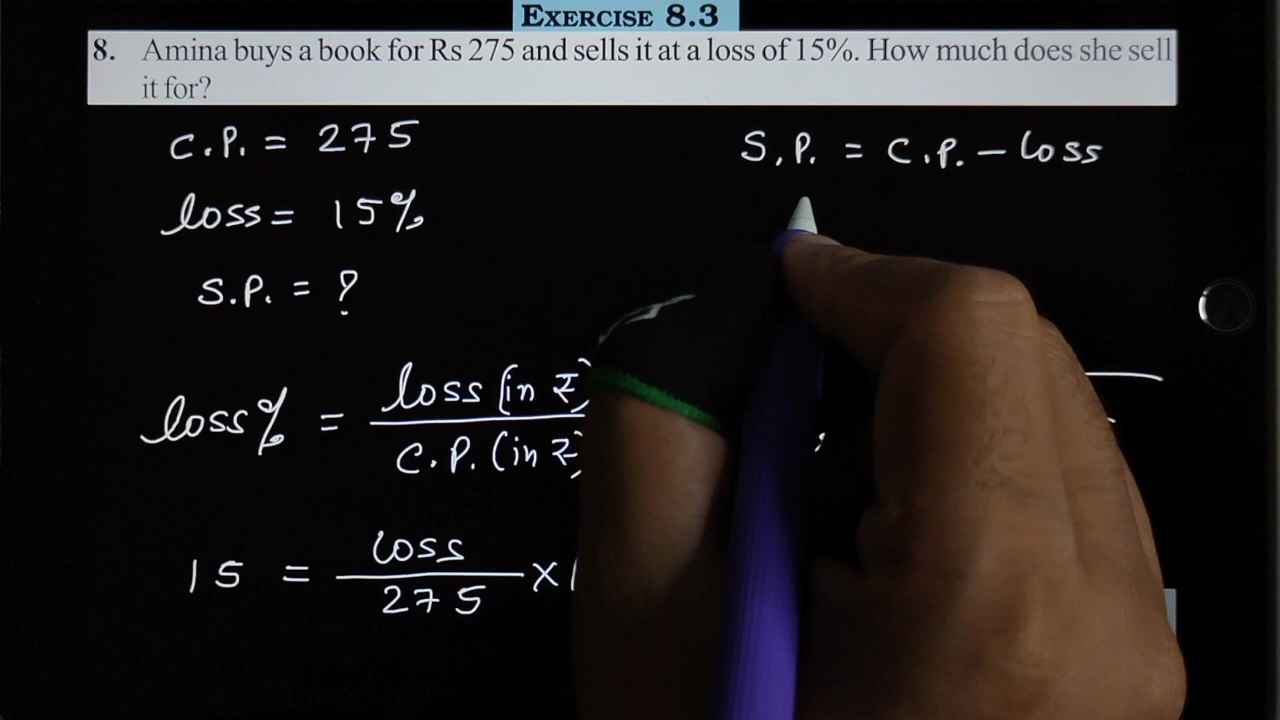 EXERCISE 8.3
8. Amina buys a book for Rs 275 and sells it at a loss of 15%. How much does she sell
it for?
C.P. = 275
loss = 15%
S.P. = ?
loss% = loss (in ₹)
C.P. (in ₹)
15 = loss
275 ×
S.P. = C.P. – loss